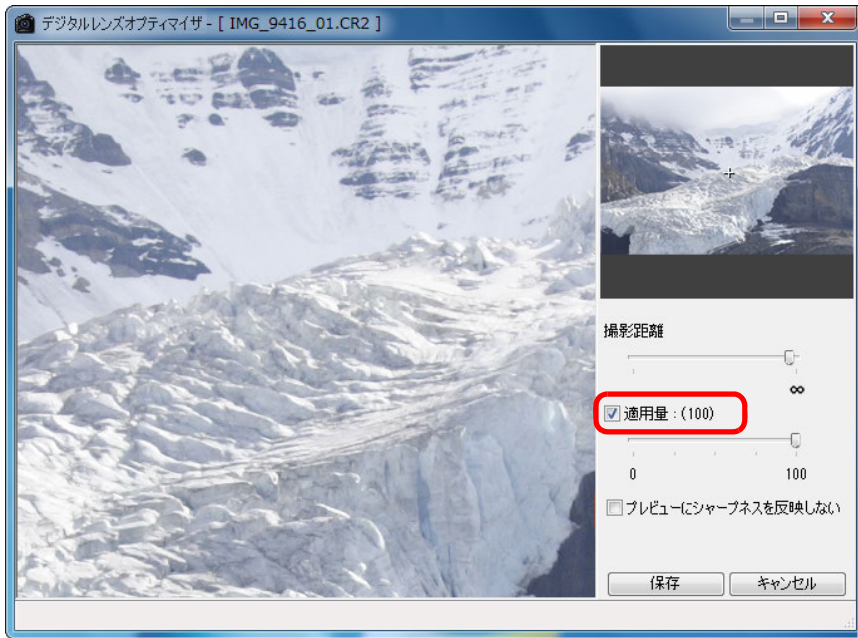 デジタルレンズオプティマイザ - [ IMG_9416_01.CR2 ]
撮影距離
∞
適用量 : (100)
0 100
プレビューにシャープネスを反映しない
保存 キャンセル